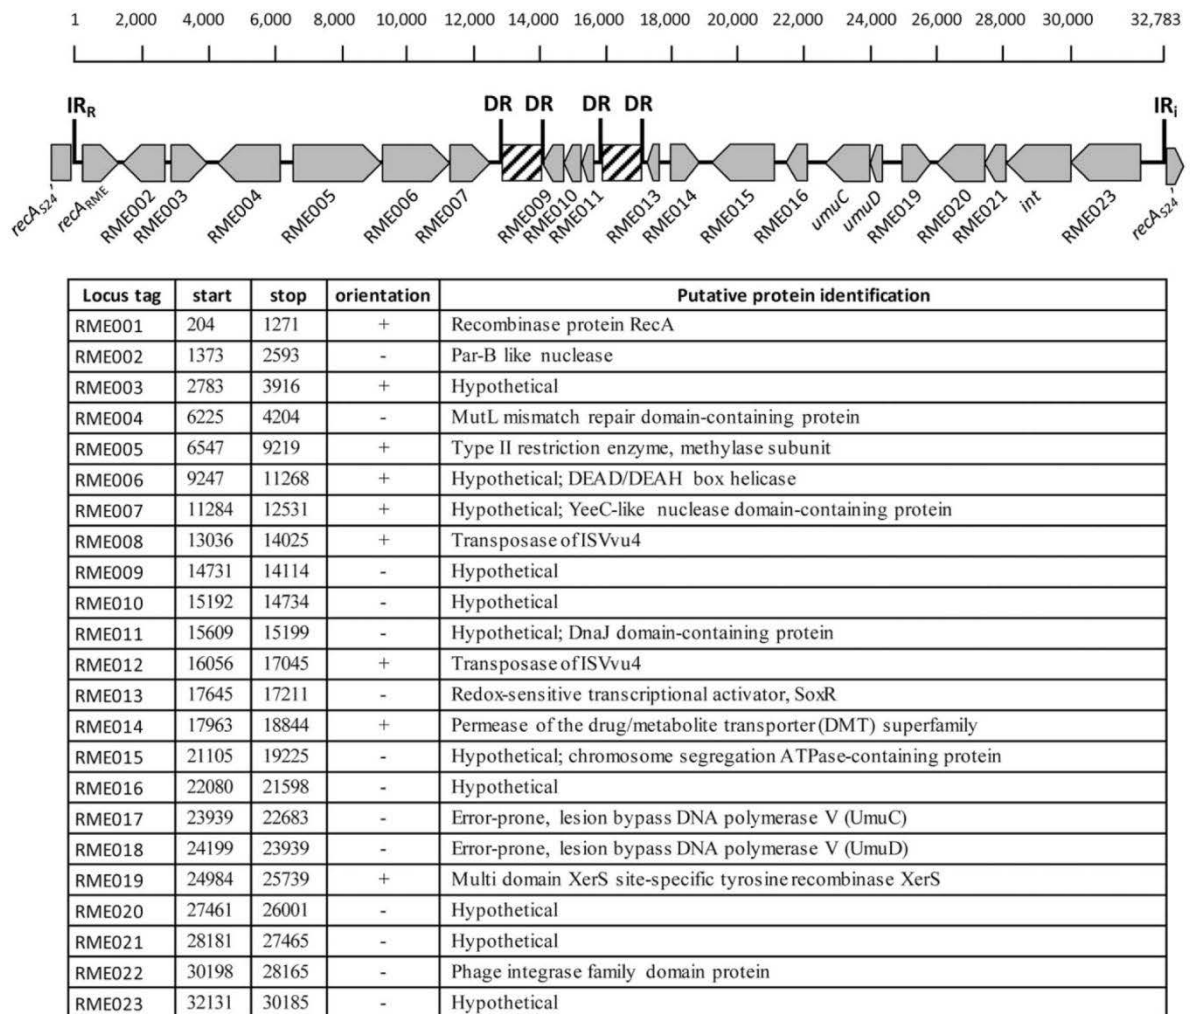 1 2,000 4,000 6,000 8,000 10,000 12,000 14,000 16,000 18,000 20,000 22,000 24,000 26,000 28,000 30,000 32,783
IRR DR DR DR DR IRi
recAS24' recARME RME002 RME003 RME004 RME005 RME006 RME007 RME009 RME010 RME011 RME013 RME014 RME015 RME016 umuC umuD RME019 RME020 RME021 int RME023 recAS24'
Locus tag start stop orientation Putative protein identification
RME001 204 1271 + Recombinase protein RecA
RME002 1373 2593 - Par-B like nuclease
RME003 2783 3916 + Hypothetical
RME004 6225 4204 - MutL mismatch repair domain-containing protein
RME005 6547 9219 + Type II restriction enzyme, methylase subunit
RME006 9247 11268 + Hypothetical; DEAD/DEAH box helicase
RME007 11284 12531 + Hypothetical; YeeC-like nuclease domain-containing protein
RME008 13036 14025 + Transposase of ISVvu4
RME009 14731 14114 - Hypothetical
RME010 15192 14734 - Hypothetical
RME011 15609 15199 - Hypothetical; DnaJ domain-containing protein
RME012 16056 17045 + Transposase of ISVvu4
RME013 17645 17211 - Redox-sensitive transcriptional activator, SoxR
RME014 17963 18844 + Permease of the drug/metabolite transporter (DMT) superfamily
RME015 21105 19225 - Hypothetical; chromosome segregation ATPase-containing protein
RME016 22080 21598 - Hypothetical
RME017 23939 22683 - Error-prone, lesion bypass DNA polymerase V (UmuC)
RME018 24199 23939 - Error-prone, lesion bypass DNA polymerase V (UmuD)
RME019 24984 25739 + Multi domain XerS site-specific tyrosine recombinase XerS
RME020 27461 26001 - Hypothetical
RME021 28181 27465 - Hypothetical
RME022 30198 28165 - Phage integrase family domain protein
RME023 32131 30185 - Hypothetical